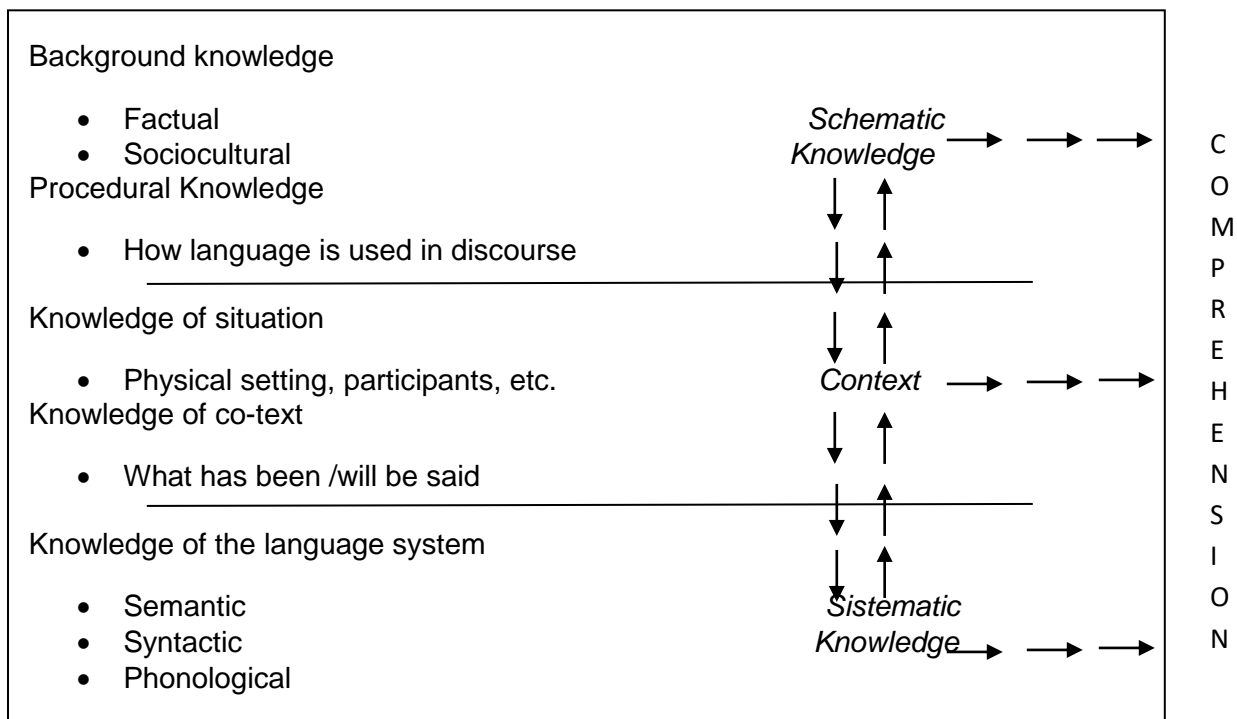 Background knowledge
• Factual
• Sociocultural
Schematic
Knowledge
Procedural Knowledge
• How language is used in discourse
Knowledge of situation
• Physical setting, participants, etc.
Context
Knowledge of co-text
• What has been /will be said
Knowledge of the language system
• Semantic
• Syntactic
• Phonological
Sistematic
Knowledge
C
O
M
P
R
E
H
E
N
S
I
O
N